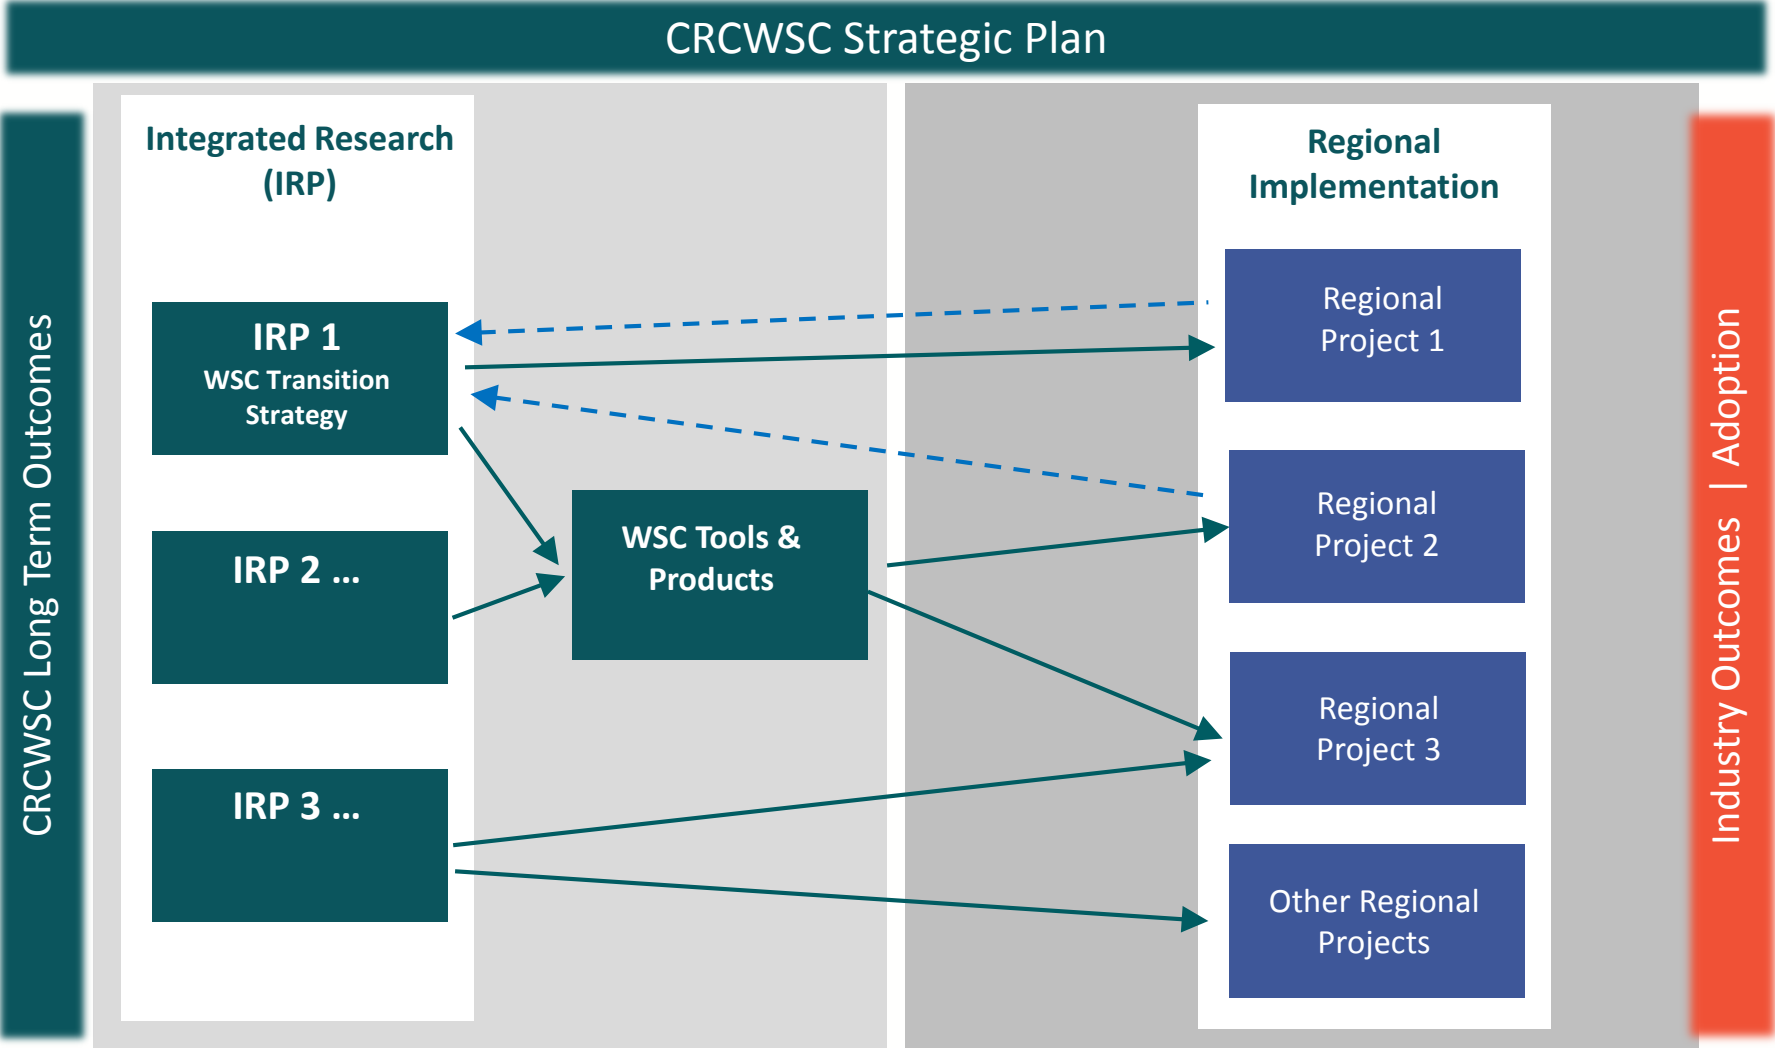 CRCWSC Strategic Plan
CRCWSC Long Term Outcomes
Integrated Research
(IRP)
IRP 1
WSC Transition
Strategy
IRP 2 ...
IRP 3 ...
WSC Tools &
Products
Regional
Implementation
Regional
Project 1
Regional
Project 2
Regional
Project 3
Other Regional
Projects
Industry Outcomes | Adoption